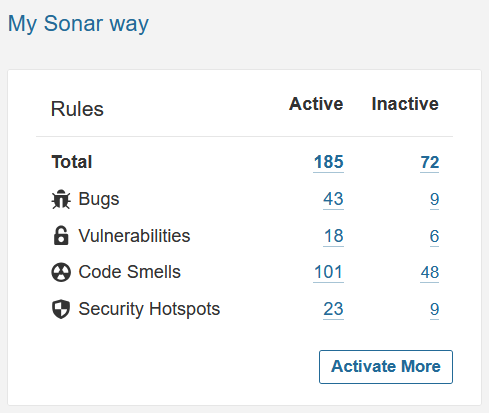 My Sonar way
Rules Active Inactive
Total 185 72
Bugs 43 9
Vulnerabilities 18 6
Code Smells 101 48
Security Hotspots 23 9
Activate More